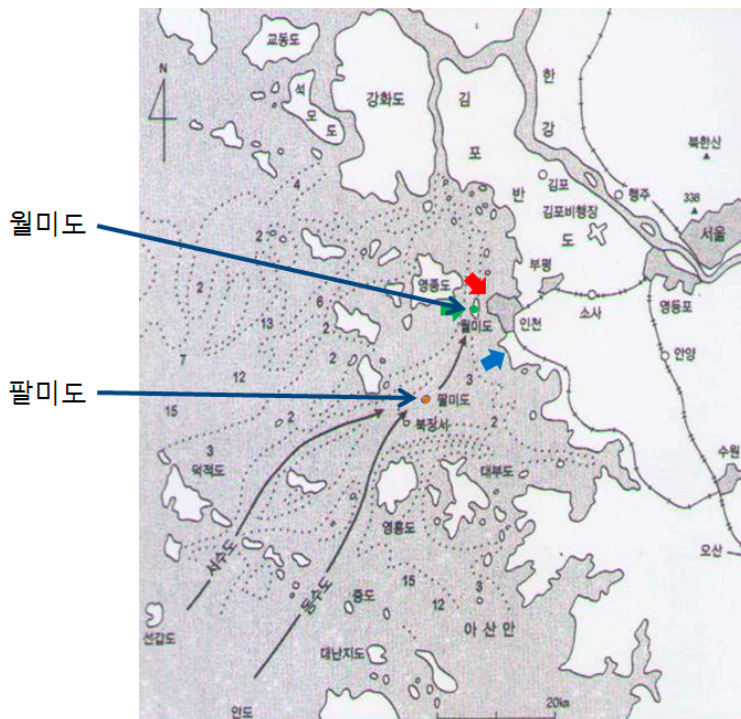 교동도
N
석
모
도
강화도
김
포
반
도
한
강
북한산
338
행주
서울
김포
김포비행장
부평
4
2
2
6
2
13
7
2
12
15
2
3
3
2
월미도
영종도
월미도
인천
소사
영등포
안양
팔미도
팔미도
북장서
덕적도
대부도
수원
영흥도
서수도
동수도
오산
15
12
3
중도
선갑도
아산만
대난지도
안도
20km